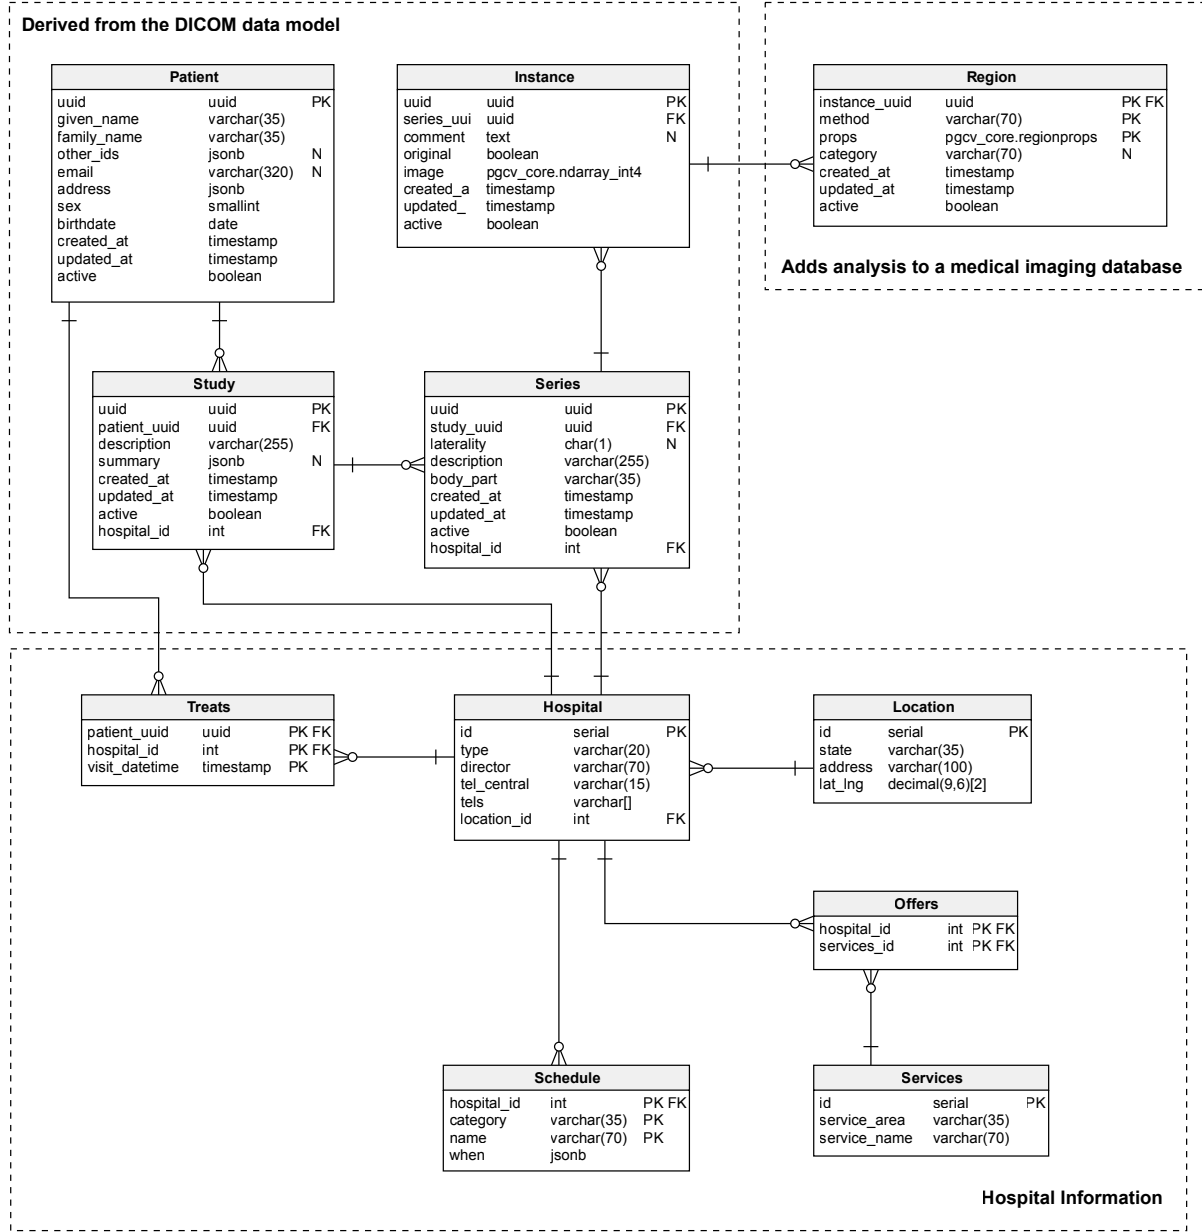 Derived from the DICOM data model
Patient
uuid uuid PK
given_name varchar(35)
family_name varchar(35)
other_ids jsonb N
email varchar(320) N
address jsonb
sex smallint
birthdate date
created_at timestamp
updated_at timestamp
active boolean
Instance
uuid uuid PK
series_uui uuid FK
comment text N
original boolean
image pgcv_core.ndarray_int4
created_a timestamp
updated_ timestamp
active boolean
Region
instance_uuid uuid PK FK
method varchar(70) PK
props pgcv_core.regionprops PK
category varchar(70) N
created_at timestamp
updated_at timestamp
active boolean
Adds analysis to a medical imaging database
Study
uuid uuid PK
patient_uuid uuid FK
description varchar(255)
summary jsonb N
created_at timestamp
updated_at timestamp
active boolean
hospital_id int FK
Series
uuid uuid PK
study_uuid uuid FK
laterality char(1) N
description varchar(255)
body_part varchar(35)
created_at timestamp
updated_at timestamp
active boolean
hospital_id int FK
Treats
patient_uuid uuid PK FK
hospital_id int PK FK
visit_datetime timestamp PK
Hospital
id serial PK
type varchar(20)
director varchar(70)
tel_central varchar(15)
tels varchar[]
location_id int FK
Location
id serial PK
state varchar(35)
address varchar(100)
lat_lng decimal(9,6)[2]
Offers
hospital_id int PK FK
services_id int PK FK
Schedule
hospital_id int PK FK
category varchar(35) PK
name varchar(70) PK
when jsonb
Services
id serial PK
service_area varchar(35)
service_name varchar(70)
Hospital Information